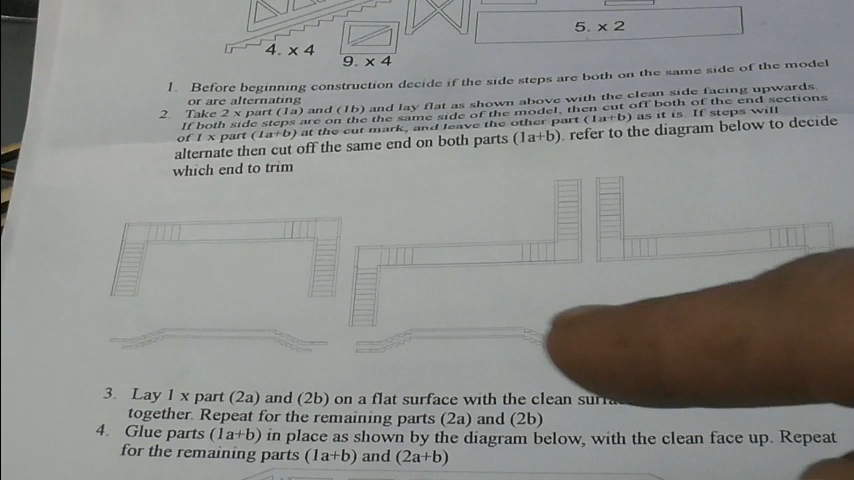 4. x 4
9. x 4
5. x 2
1. Before beginning construction decide if the side steps are both on the same side of the model
or are alternating
2. Take 2 x part (1a) and (1b) and lay flat as shown above with the clean side facing upwards.
If both side steps are on the the same side of the model, then cut off both of the end sections
of 1 x part (1a+b) at the cut mark, and leave the other part (1a+b) as it is. If steps will
alternate then cut off the same end on both parts (1a+b). refer to the diagram below to decide
which end to trim
3. Lay 1 x part (2a) and (2b) on a flat surface with the clean
together. Repeat for the remaining parts (2a) and (2b)
4. Glue parts (1a+b) in place as shown by the diagram below, with the clean face up. Repeat
for the remaining parts (1a+b) and (2a+b)